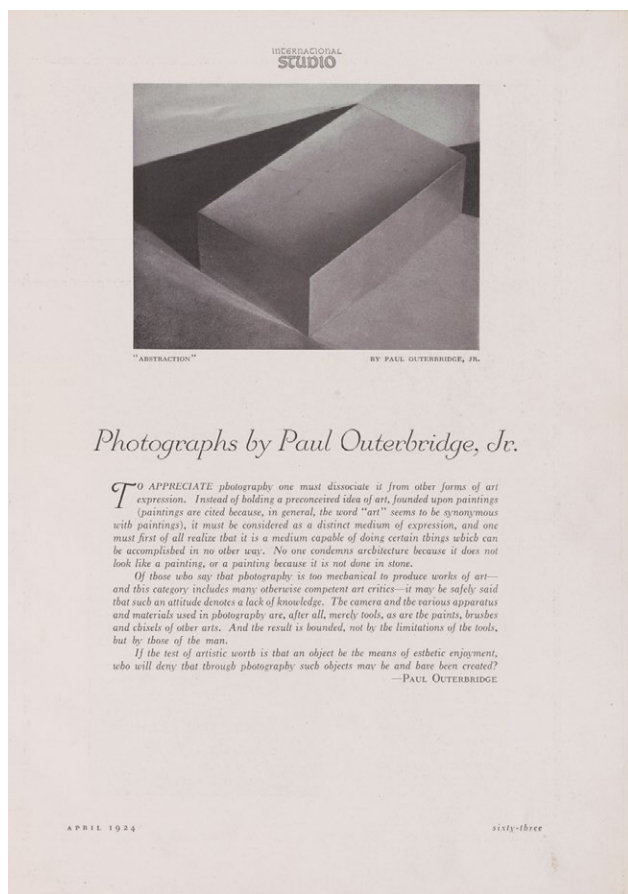 INTERNATIONAL
STUDIO
"ABSTRACTION" BY PAUL OUTERBRIDGE, JR.
Photographs by Paul Outerbridge, Jr.
TO APPRECIATE photography one must dissociate it from other forms of art
expression. Instead of holding a preconceived idea of art, founded upon paintings
(paintings are cited because, in general, the word "art" seems to be synonymous
with paintings), it must be considered as a distinct medium of expression, and one
must first of all realize that it is a medium capable of doing certain things which can
be accomplished in no other way. No one condemns architecture because it does not
look like a painting, or a painting because it is not done in stone.
Of those who say that photography is too mechanical to produce works of art—
and this category includes many otherwise competent art critics—it may be safely said
that such an attitude denotes a lack of knowledge. The camera and the various apparatus
and materials used in photography are, after all, merely tools, as are the paints, brushes
and chisels of other arts. And the result is bounded, not by the limitations of the tools,
but by those of the man.
If the test of artistic worth is that an object be the means of esthetic enjoyment,
who will deny that through photography such objects may be and have been created?
—PAUL OUTERBRIDGE
APRIL 1924 sixty-three